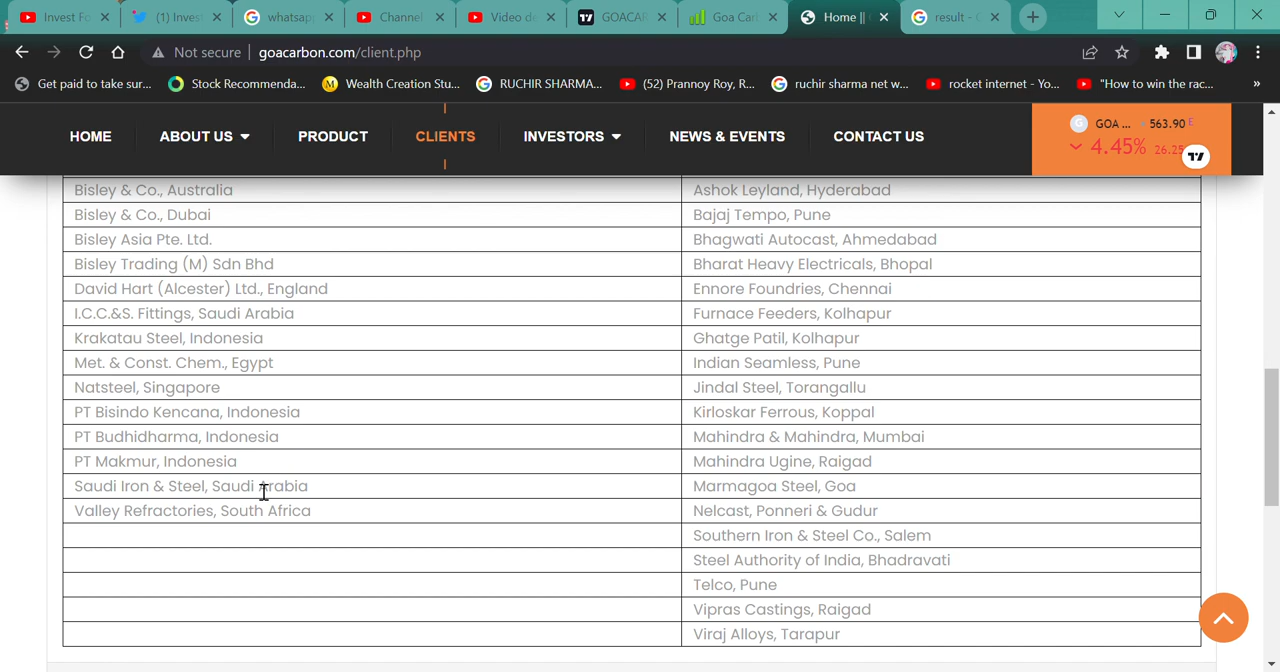 Invest Fo
(1) Invest
whatsapp
Channel
Video de
GOACAR
Goa Carb
Home ||
result - G
Not secure
goacarbon.com/client.php
Get paid to take sur...
Stock Recommenda...
Wealth Creation Stu...
RUCHIR SHARMA...
(52) Prannoy Roy, R...
ruchir sharma net w...
rocket internet - Yo...
"How to win the rac...
»
HOME
ABOUT US
PRODUCT
CLIENTS
INVESTORS
NEWS & EVENTS
CONTACT US
G GOA ... 563.90 E
4.45% 26.25
Bisley & Co., Australia
Ashok Leyland, Hyderabad
Bisley & Co., Dubai
Bajaj Tempo, Pune
Bisley Asia Pte. Ltd.
Bhagwati Autocast, Ahmedabad
Bisley Trading (M) Sdn Bhd
Bharat Heavy Electricals, Bhopal
David Hart (Alcester) Ltd., England
Ennore Foundries, Chennai
I.C.C.&S. Fittings, Saudi Arabia
Furnace Feeders, Kolhapur
Krakatau Steel, Indonesia
Ghatge Patil, Kolhapur
Met. & Const. Chem., Egypt
Indian Seamless, Pune
Natsteel, Singapore
Jindal Steel, Torangallu
PT Bisindo Kencana, Indonesia
Kirloskar Ferrous, Koppal
PT Budhidharma, Indonesia
Mahindra & Mahindra, Mumbai
PT Makmur, Indonesia
Mahindra Ugine, Raigad
Saudi Iron & Steel, Saudi Arabia
Marmagoa Steel, Goa
Valley Refractories, South Africa
Nelcast, Ponneri & Gudur
Southern Iron & Steel Co., Salem
Steel Authority of India, Bhadravati
Telco, Pune
Vipras Castings, Raigad
Viraj Alloys, Tarapur